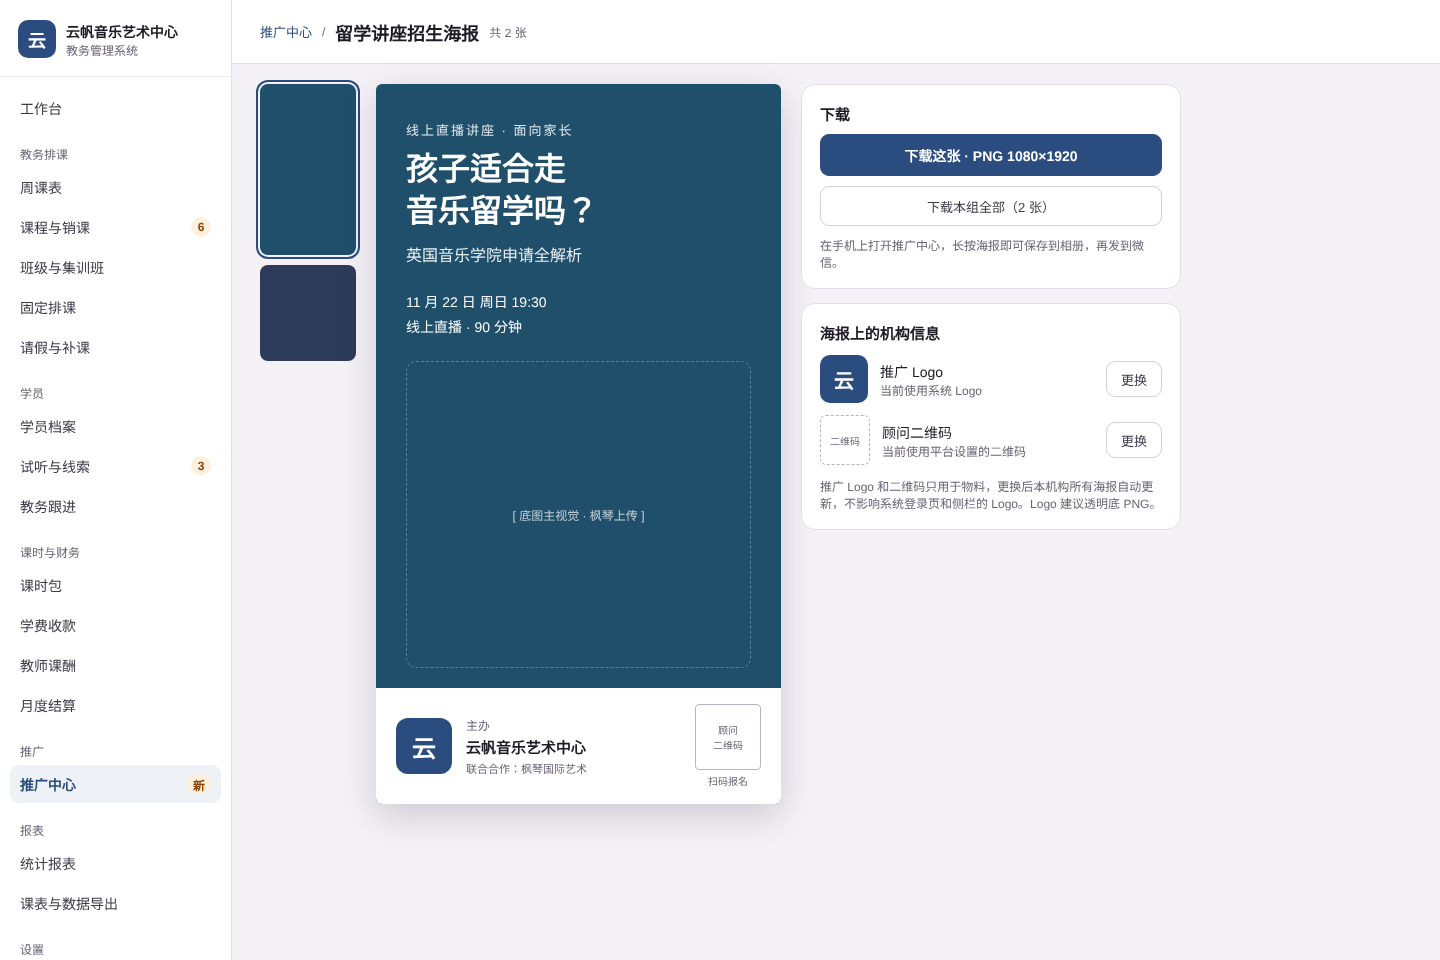 云
云帆音乐艺术中心
教务管理系统
工作台
教务排课
周课表
课程与销课
6
班级与集训班
固定排课
请假与补课
学员
学员档案
试听与线索
3
教务跟进
课时与财务
课时包
学费收款
教师课酬
月度结算
推广
推广中心
新
报表
统计报表
课表与数据导出
设置
推广中心 / 留学讲座招生海报 共 2 张
线上直播讲座 · 面向家长
孩子适合走
音乐留学吗？
英国音乐学院申请全解析
11 月 22 日 周日 19:30
线上直播 · 90 分钟
[ 底图主视觉 · 枫琴上传 ]
云
主办
云帆音乐艺术中心
联合合作：枫琴国际艺术
顾问
二维码
扫码报名
下载
下载这张 · PNG 1080×1920
下载本组全部（2 张）
在手机上打开推广中心，长按海报即可保存到相册，再发到微
信。
海报上的机构信息
云
推广 Logo
当前使用系统 Logo
更换
二维码
顾问二维码
当前使用平台设置的二维码
更换
推广 Logo 和二维码只用于物料，更换后本机构所有海报自动更
新，不影响系统登录页和侧栏的 Logo。Logo 建议透明底 PNG。